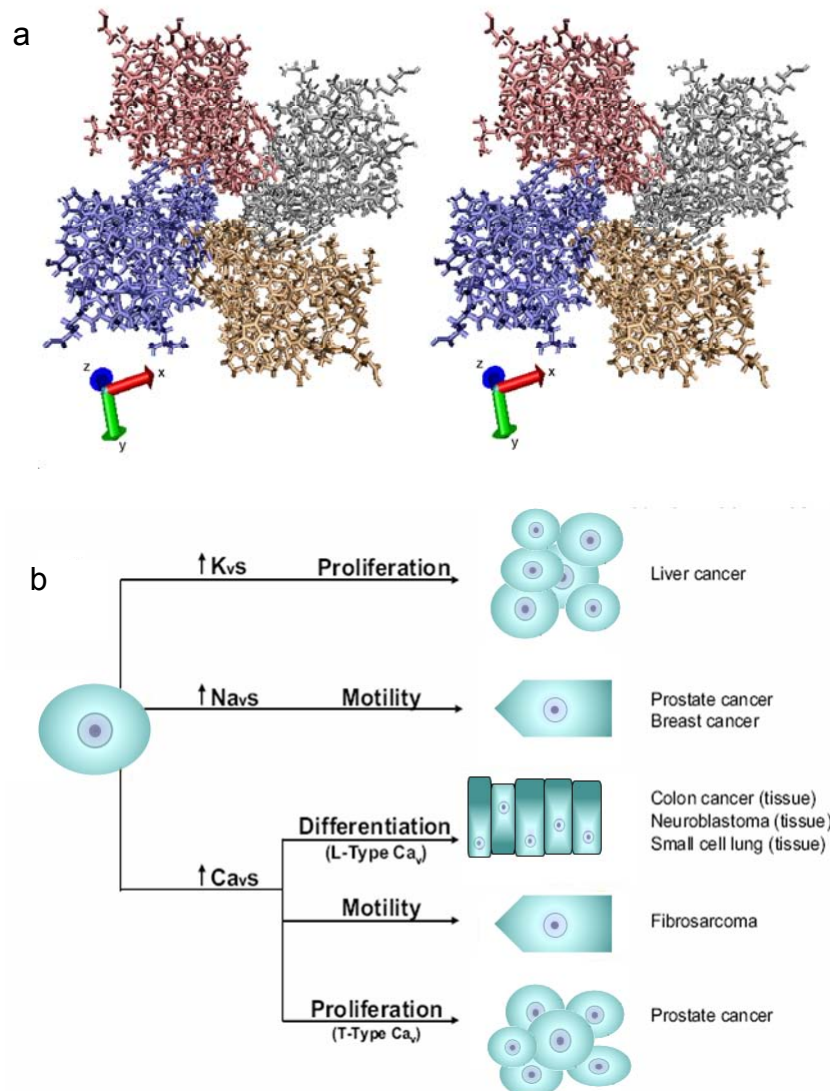 a
z
x
y
z
x
y
b
↑Kvs Proliferation
Liver cancer
↑Navs Motility
Prostate cancer
Breast cancer
Differentiation
(L-Type Cav)
Colon cancer (tissue)
Neuroblastoma (tissue)
Small cell lung (tissue)
↑Cavs
Motility
Fibrosarcoma
Proliferation
(T-Type Cav)
Prostate cancer